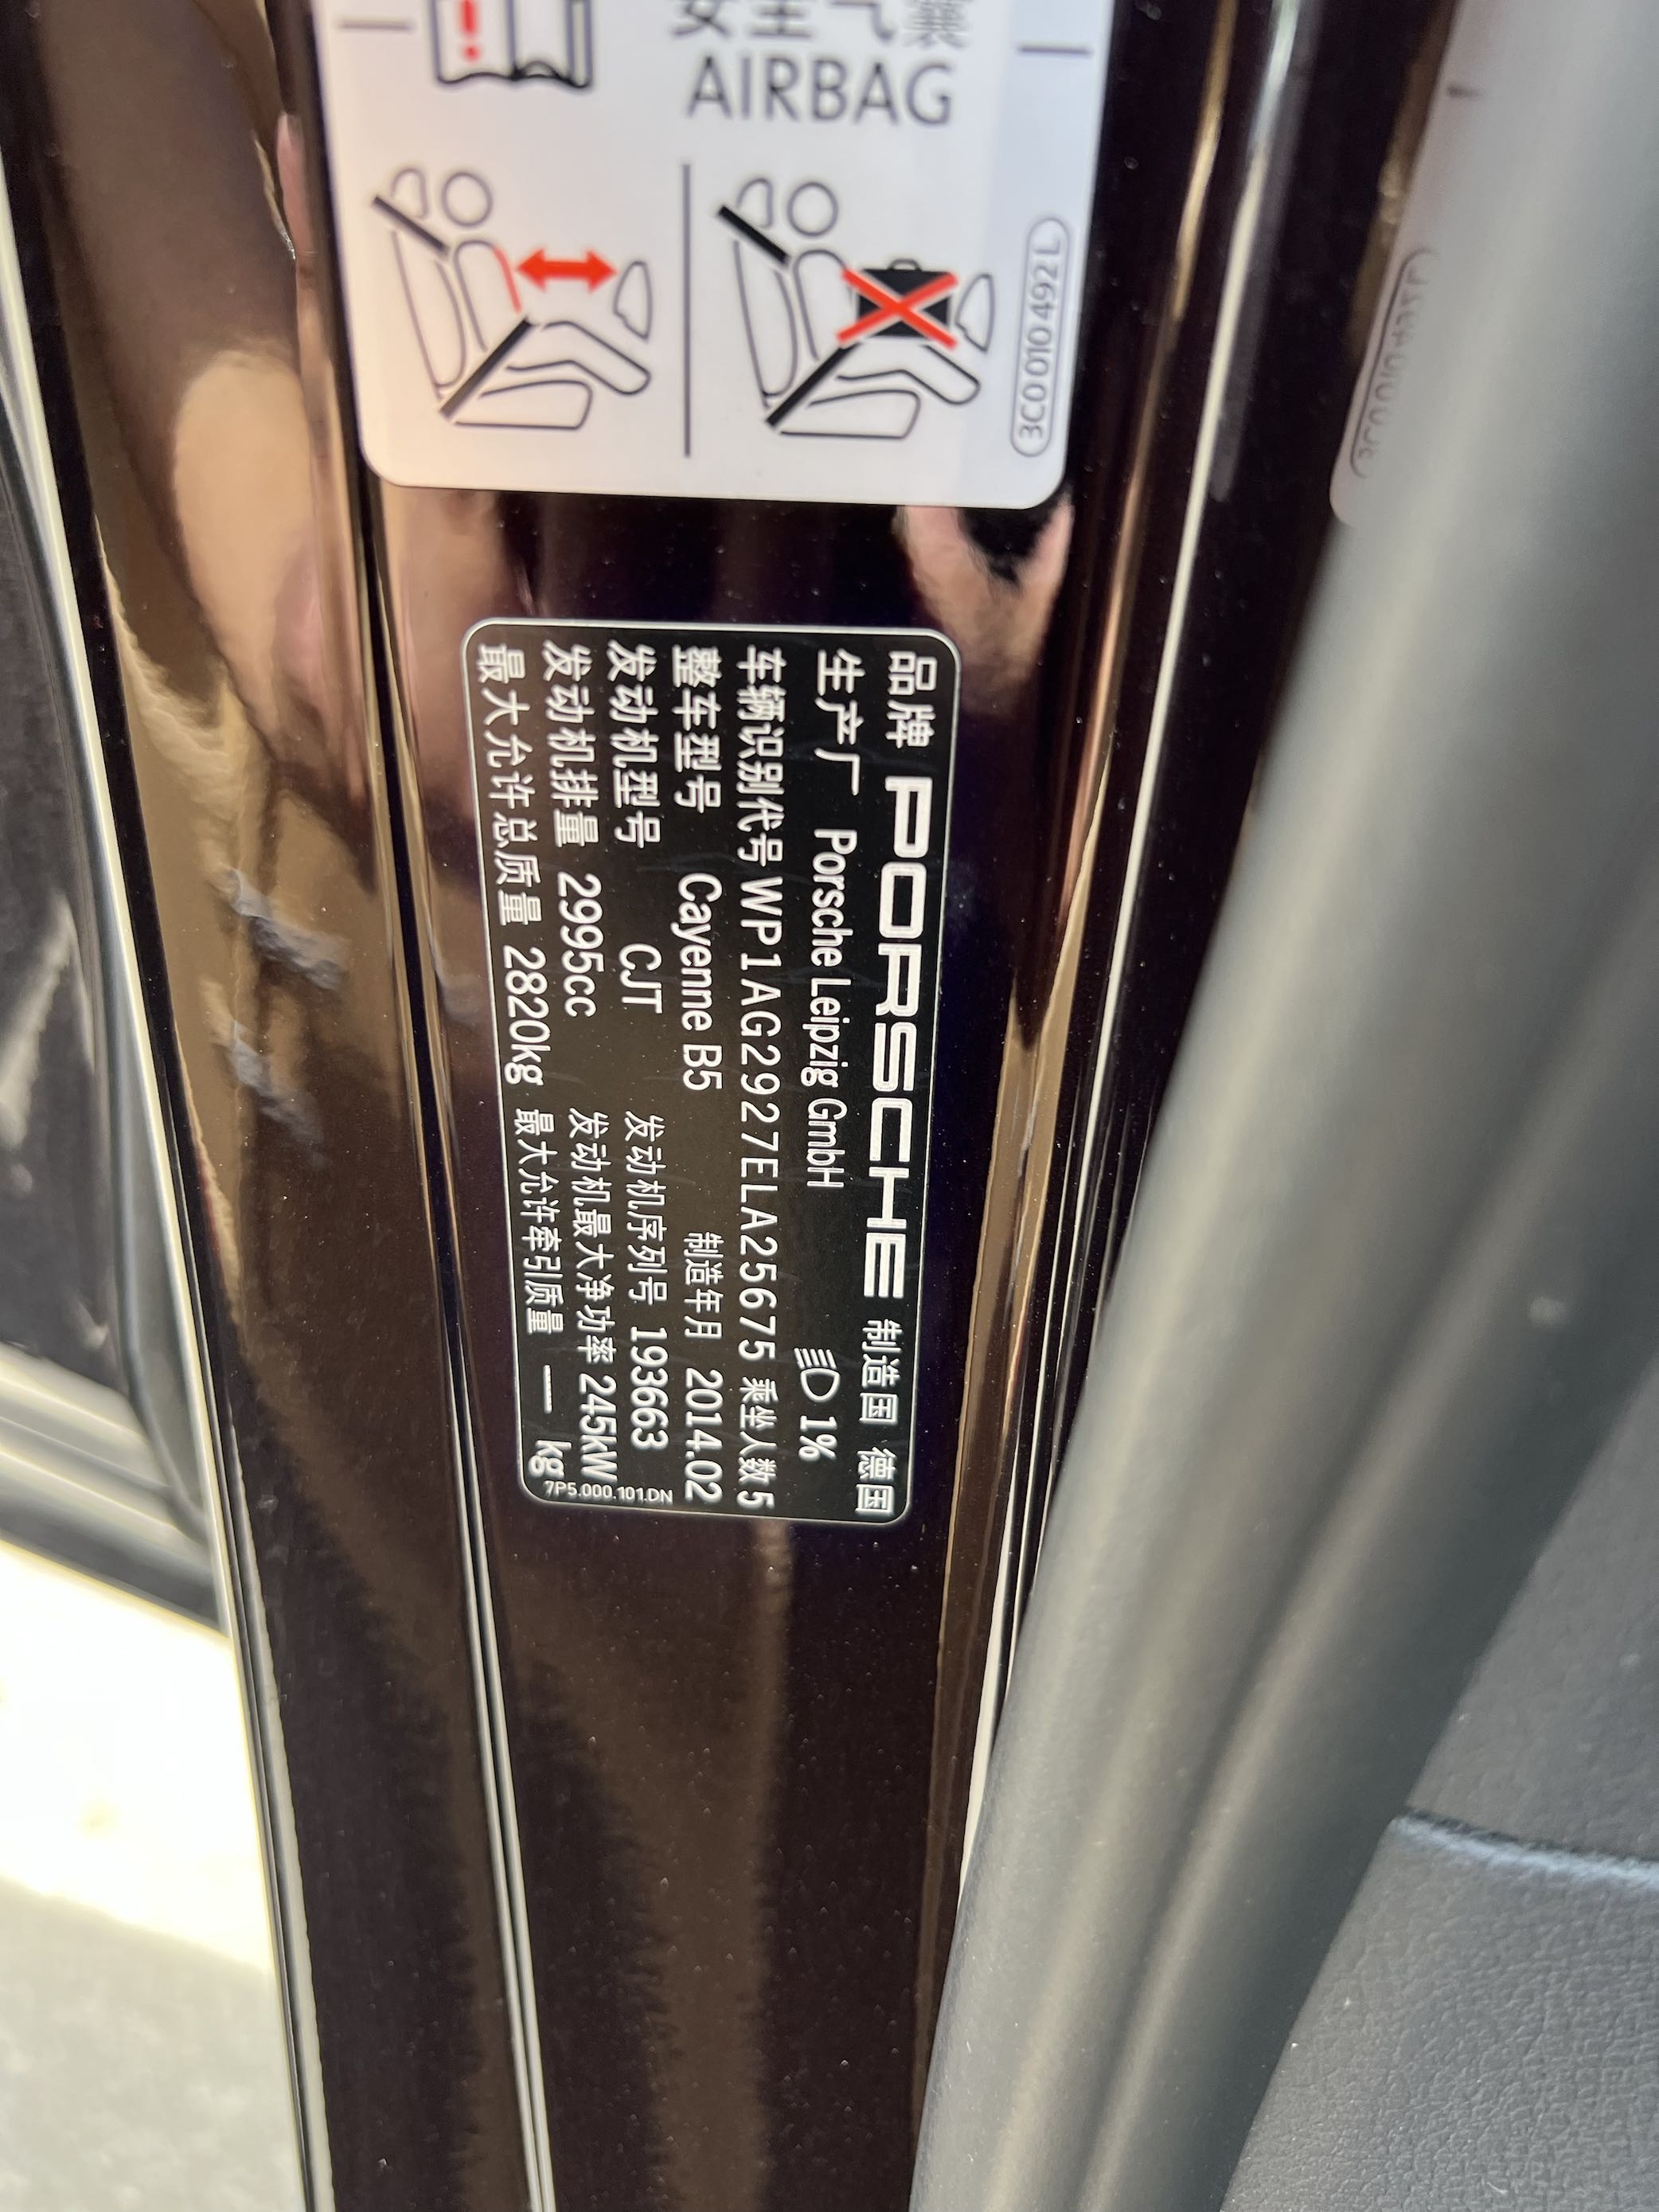 安全气囊
AIRBAG
3C0 010 492 L
品牌 PORSCHE 制造国 德国
生产厂 Porsche Leipzig GmbH 1%
车辆识别代号 WP1AG2927ELA25675 乘坐人数 5
整车型号 Cayenne B5 制造年月 2014.02
发动机型号 CJT 发动机序列号 193663
发动机排量 2995cc 发动机最大净功率 245kW
最大允许总质量 2820kg 最大允许牵引质量 — kg
7P5.000.101.DN